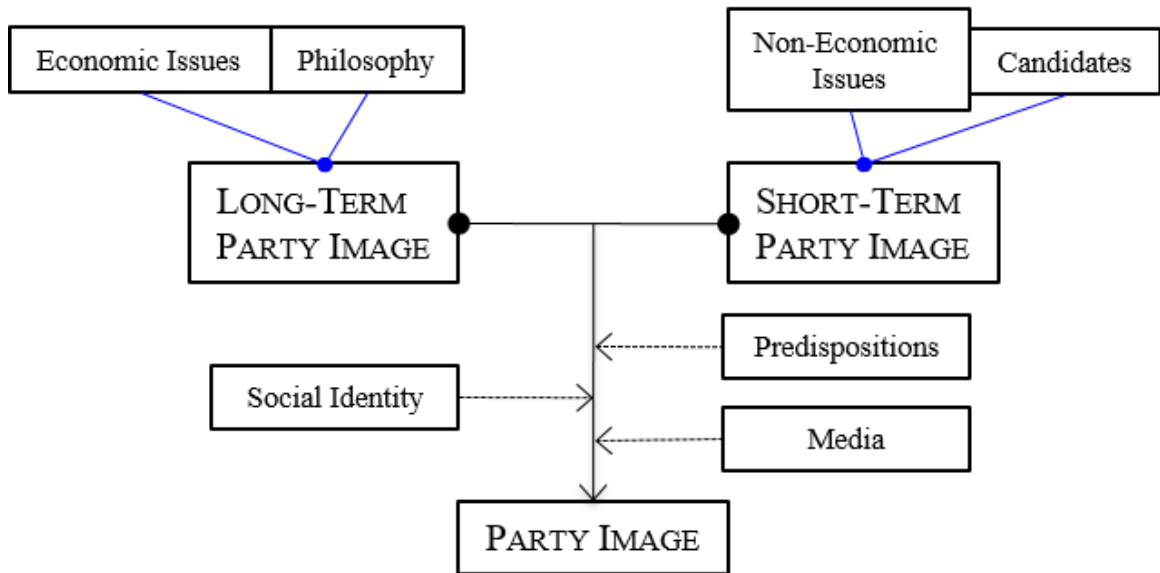 Economic Issues
Philosophy
Non-Economic
Issues
Candidates
LONG-TERM
PARTY IMAGE
SHORT-TERM
PARTY IMAGE
Predispositions
Social Identity
Media
PARTY IMAGE